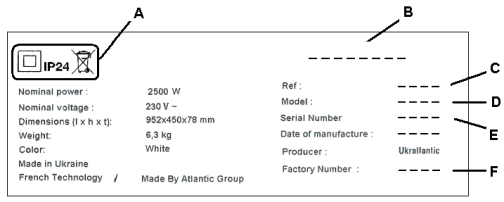 A
B
IP24
C
Nominal power : 2500 W
Ref :
D
Nominal voltage : 230 V ~
Model :
Dimensions (l x h x t): 952x450x78 mm
Serial Number
E
Weight: 6,3 kg
Date of manufacture :
Color: White
Producer : Ukrallantic
Made in Ukraine
Factory Number :
F
French Technology / Made By Atlantic Group